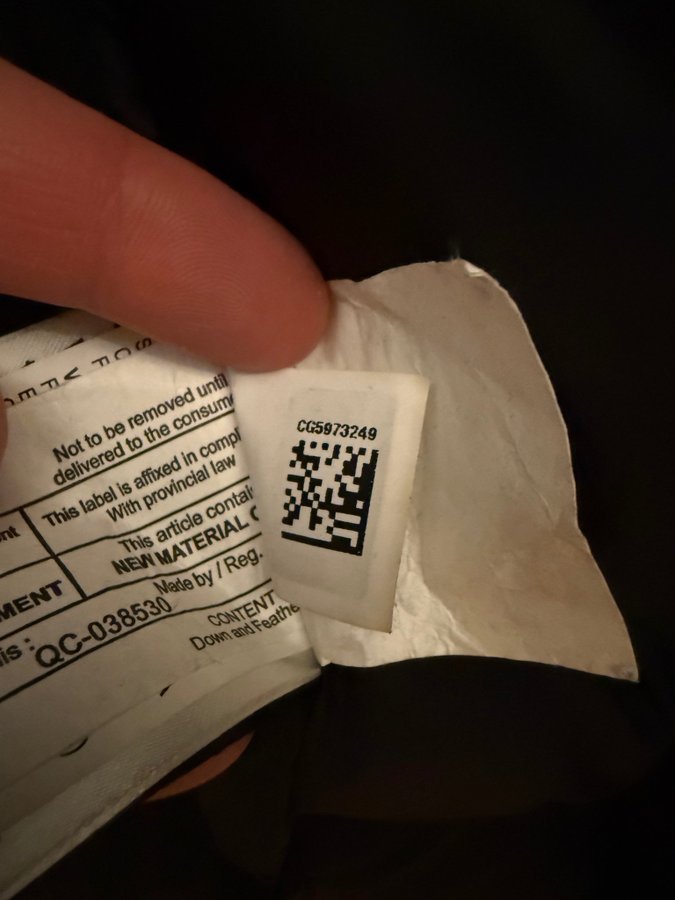 Not to be removed until
delivered to the consume
This label is affixed in compl
With provincial law
This article contai
NEW MATERIAL
Made by / Reg.
QC-038530
CONTENT
Down and Feathe
CG5973249